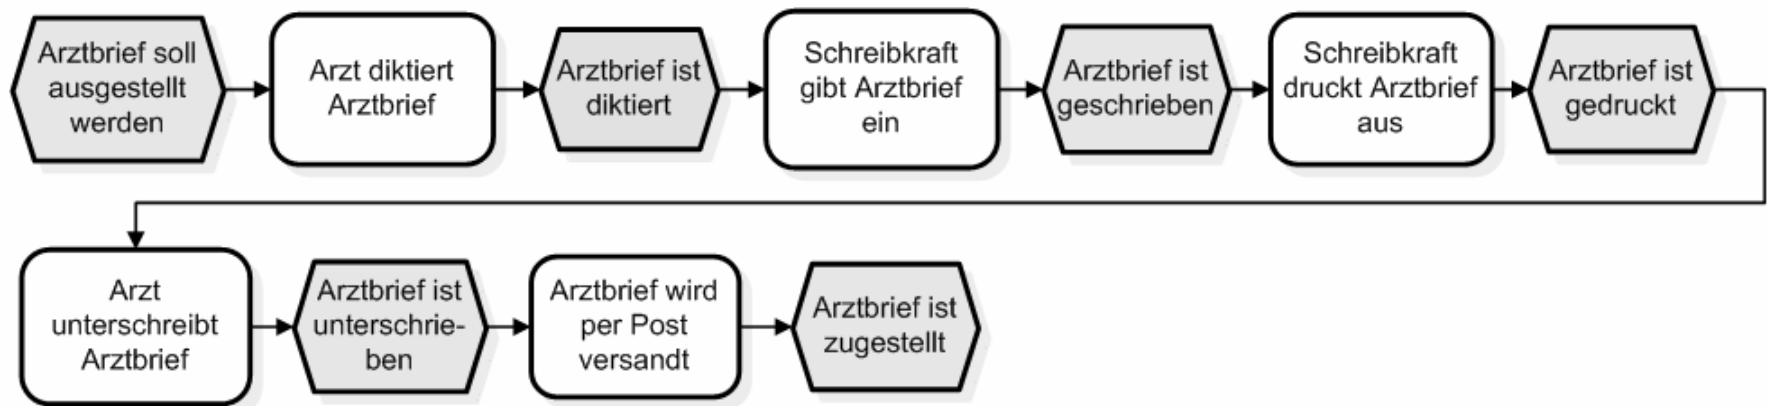 Arztbrief soll
ausgestellt
werden
Arzt diktiert
Arztbrief
Arztbrief ist
diktiert
Schreibkraft
gibt Arztbrief
ein
Arztbrief ist
geschrieben
Schreibkraft
druckt Arztbrief
aus
Arztbrief ist
gedruckt
Arzt
unterschreibt
Arztbrief
Arztbrief ist
unterschrie-
ben
Arztbrief wird
per Post
versandt
Arztbrief ist
zugestellt